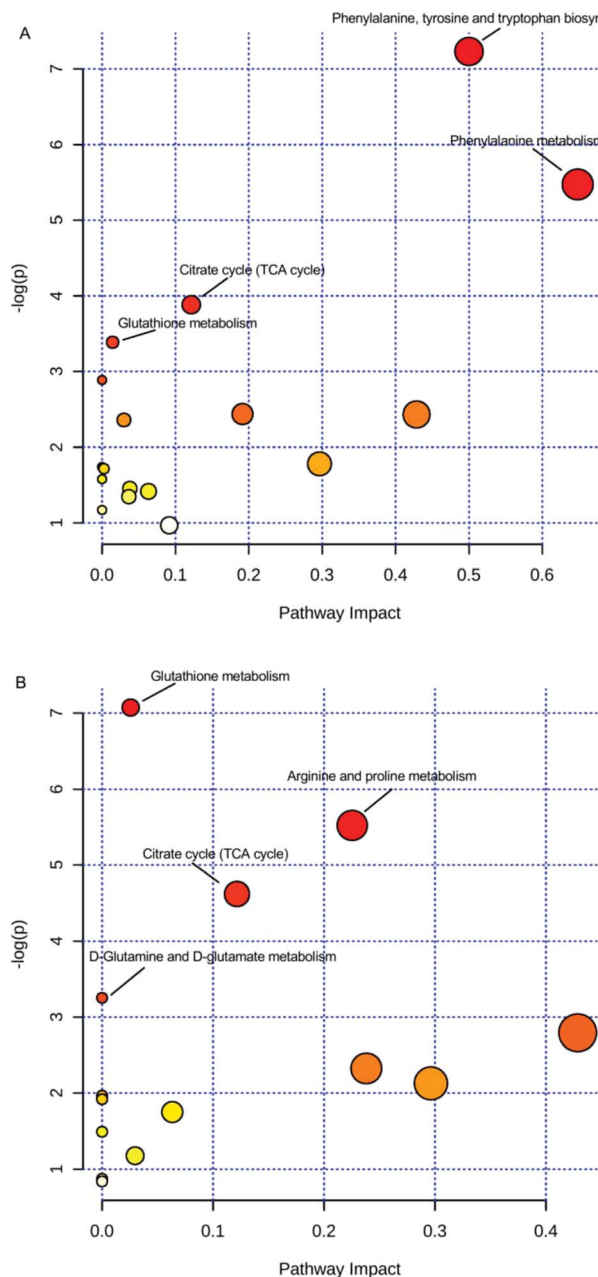 A
Phenylalanine, tyrosine and tryptophan biosyn
7
Phenylalanine metabolism
6
5
Citrate cycle (TCA cycle)
4
Glutathione metabolism
3
2
1
-log(p)
0.0 0.1 0.2 0.3 0.4 0.5 0.6
Pathway Impact
B
Glutathione metabolism
7
Arginine and proline metabolism
6
Citrate cycle (TCA cycle)
5
4
D-Glutamine and D-glutamate metabolism
3
2
1
-log(p)
0.0 0.1 0.2 0.3 0.4
Pathway Impact